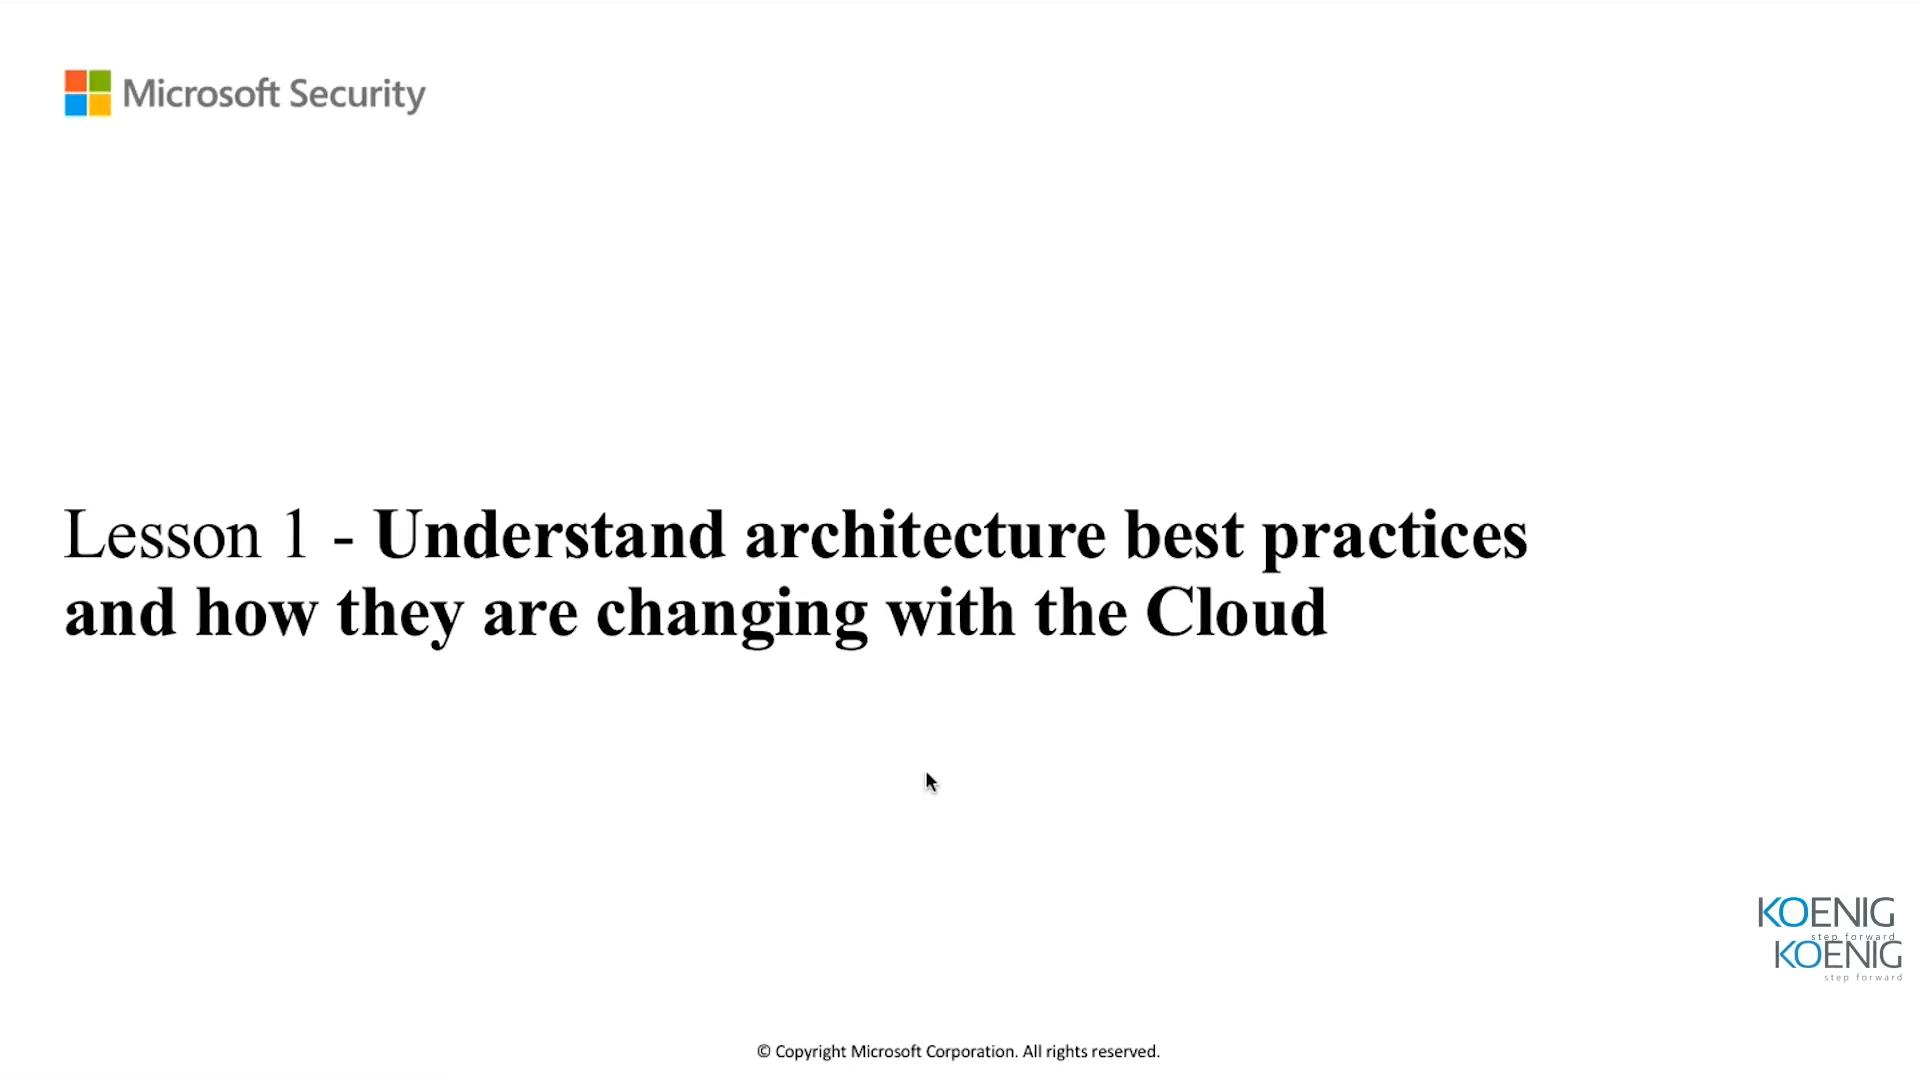 Microsoft Security
Lesson 1 - Understand architecture best practices
and how they are changing with the Cloud
KOENIG
step forward
KOENIG
step forward
© Copyright Microsoft Corporation. All rights reserved.